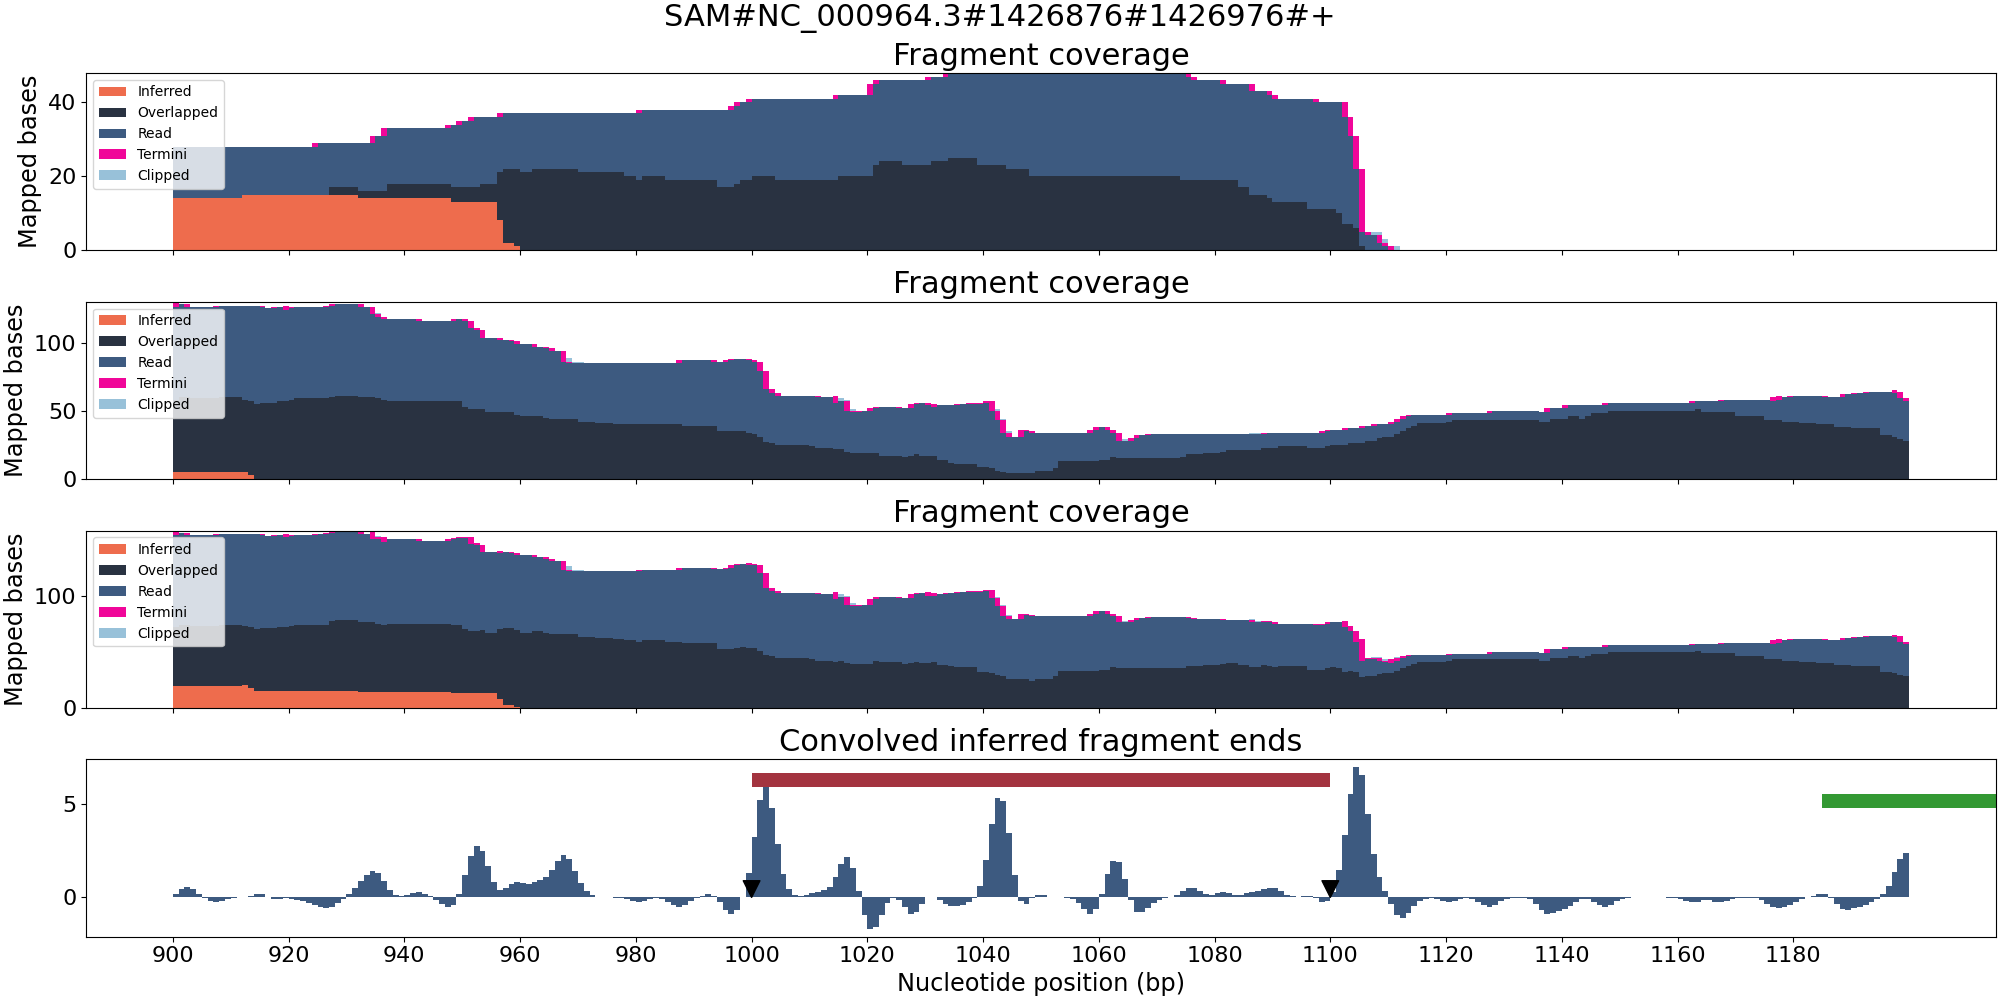 SAM#NC_000964.3#1426876#1426976#+
Fragment coverage
Mapped bases
40
20
0
Inferred
Overlapped
Read
Termini
Clipped
Fragment coverage
Mapped bases
100
50
0
Inferred
Overlapped
Read
Termini
Clipped
Fragment coverage
Mapped bases
100
0
Inferred
Overlapped
Read
Termini
Clipped
Convolved inferred fragment ends
5
0
900 920 940 960 980 1000 1020 1040 1060 1080 1100 1120 1140 1160 1180
Nucleotide position (bp)